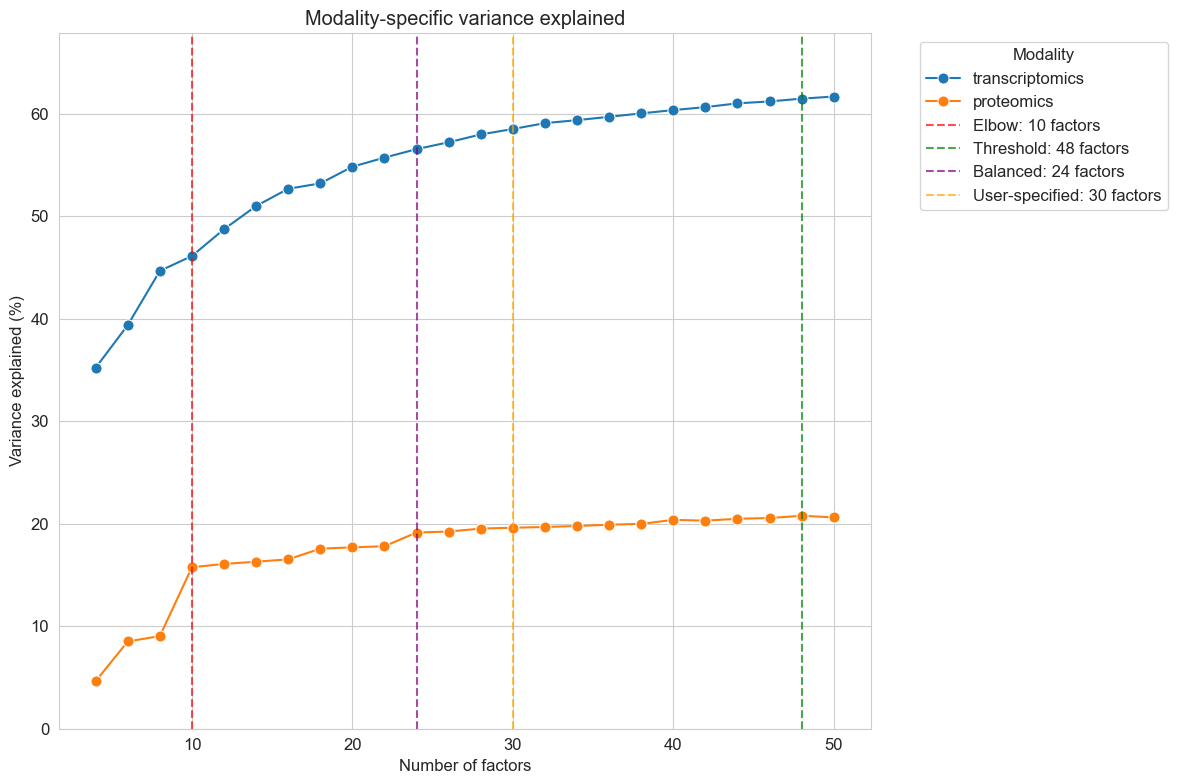 Modality-specific variance explained
Variance explained (%)
60
50
40
30
20
10
0
10
20
30
40
50
Number of factors
Modality
transcriptomics
proteomics
Elbow: 10 factors
Threshold: 48 factors
Balanced: 24 factors
User-specified: 30 factors